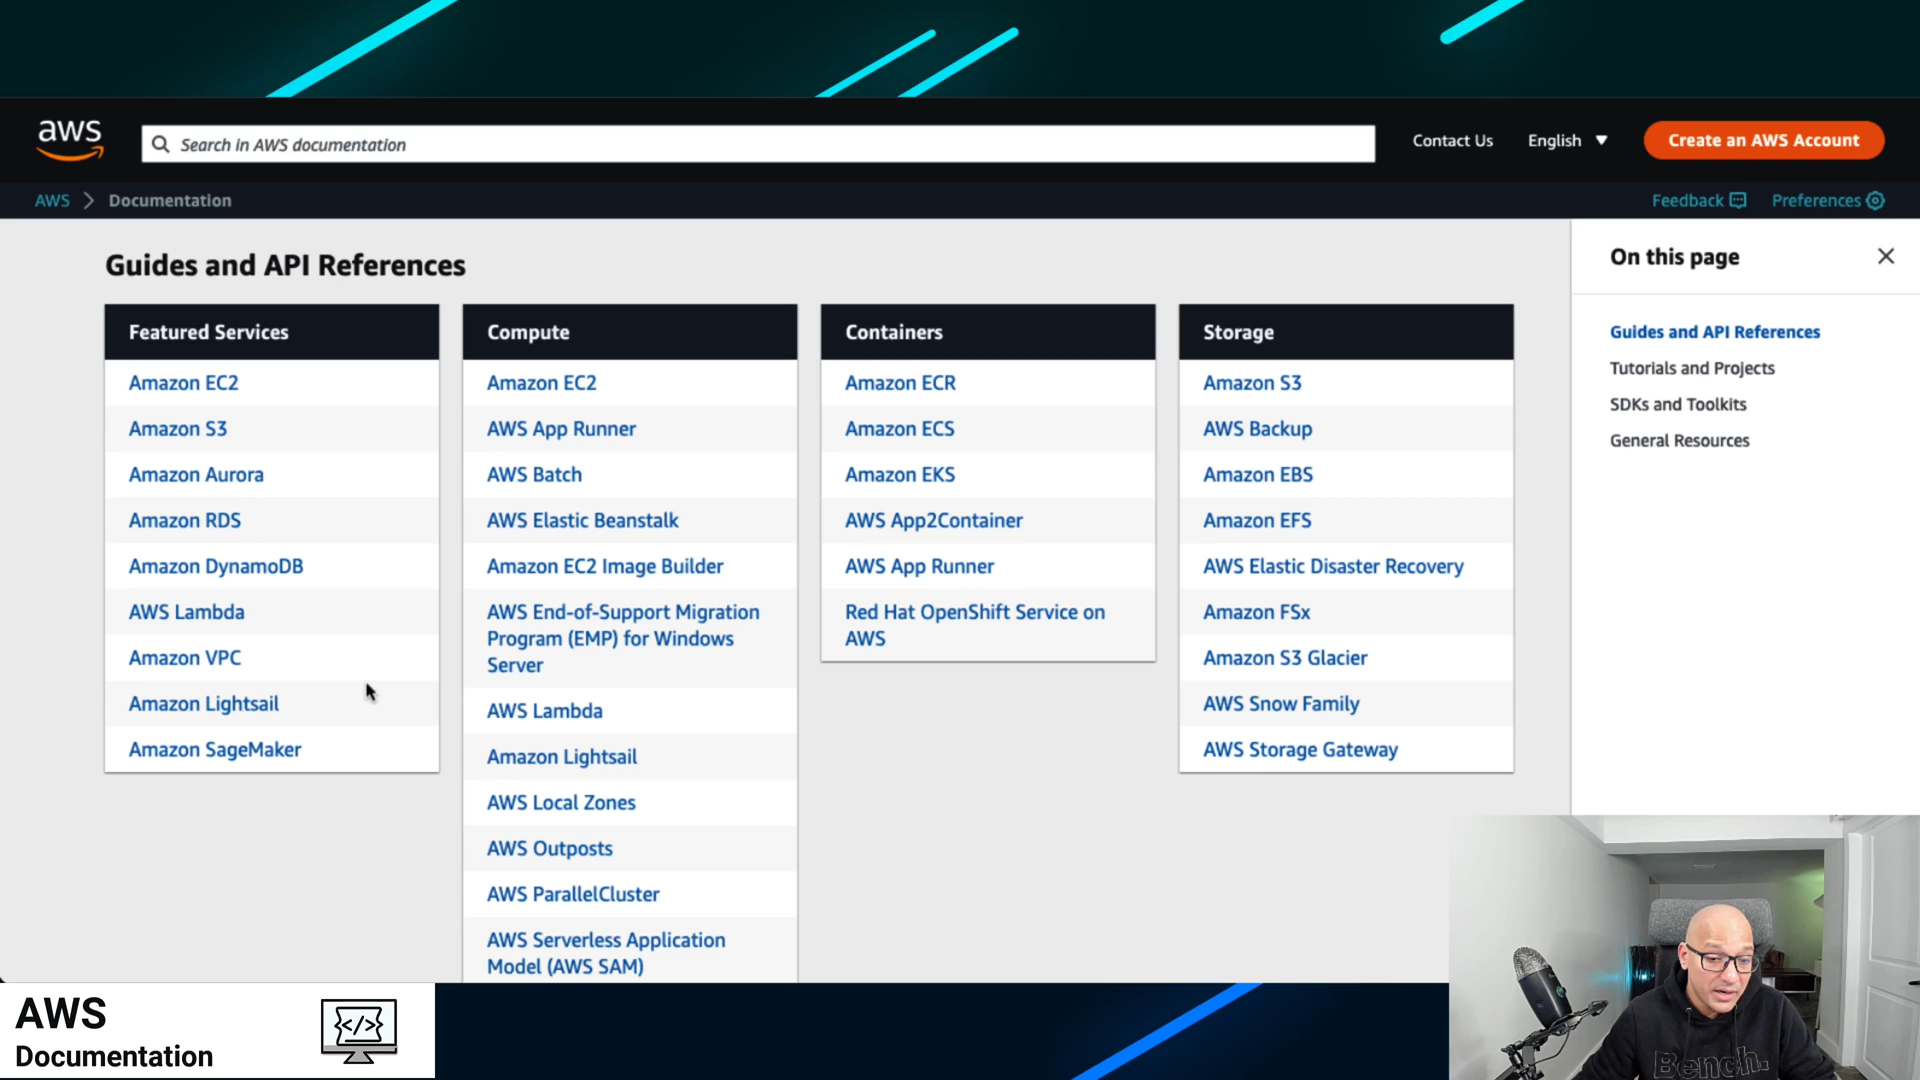 aws
Search in AWS documentation
Contact Us
English
Create an AWS Account
AWS
Documentation
Feedback
Preferences
Guides and API References
Featured Services
Amazon EC2
Amazon S3
Amazon Aurora
Amazon RDS
Amazon DynamoDB
AWS Lambda
Amazon VPC
Amazon Lightsail
Amazon SageMaker
Compute
Amazon EC2
AWS App Runner
AWS Batch
AWS Elastic Beanstalk
Amazon EC2 Image Builder
AWS End-of-Support Migration
Program (EMP) for Windows
Server
AWS Lambda
Amazon Lightsail
AWS Local Zones
AWS Outposts
AWS ParallelCluster
AWS Serverless Application
Model (AWS SAM)
Containers
Amazon ECR
Amazon ECS
Amazon EKS
AWS App2Container
AWS App Runner
Red Hat OpenShift Service on
AWS
Storage
Amazon S3
AWS Backup
Amazon EBS
Amazon EFS
AWS Elastic Disaster Recovery
Amazon FSx
Amazon S3 Glacier
AWS Snow Family
AWS Storage Gateway
On this page
Guides and API References
Tutorials and Projects
SDKs and Toolkits
General Resources
AWS
Documentation
</>
Bench.